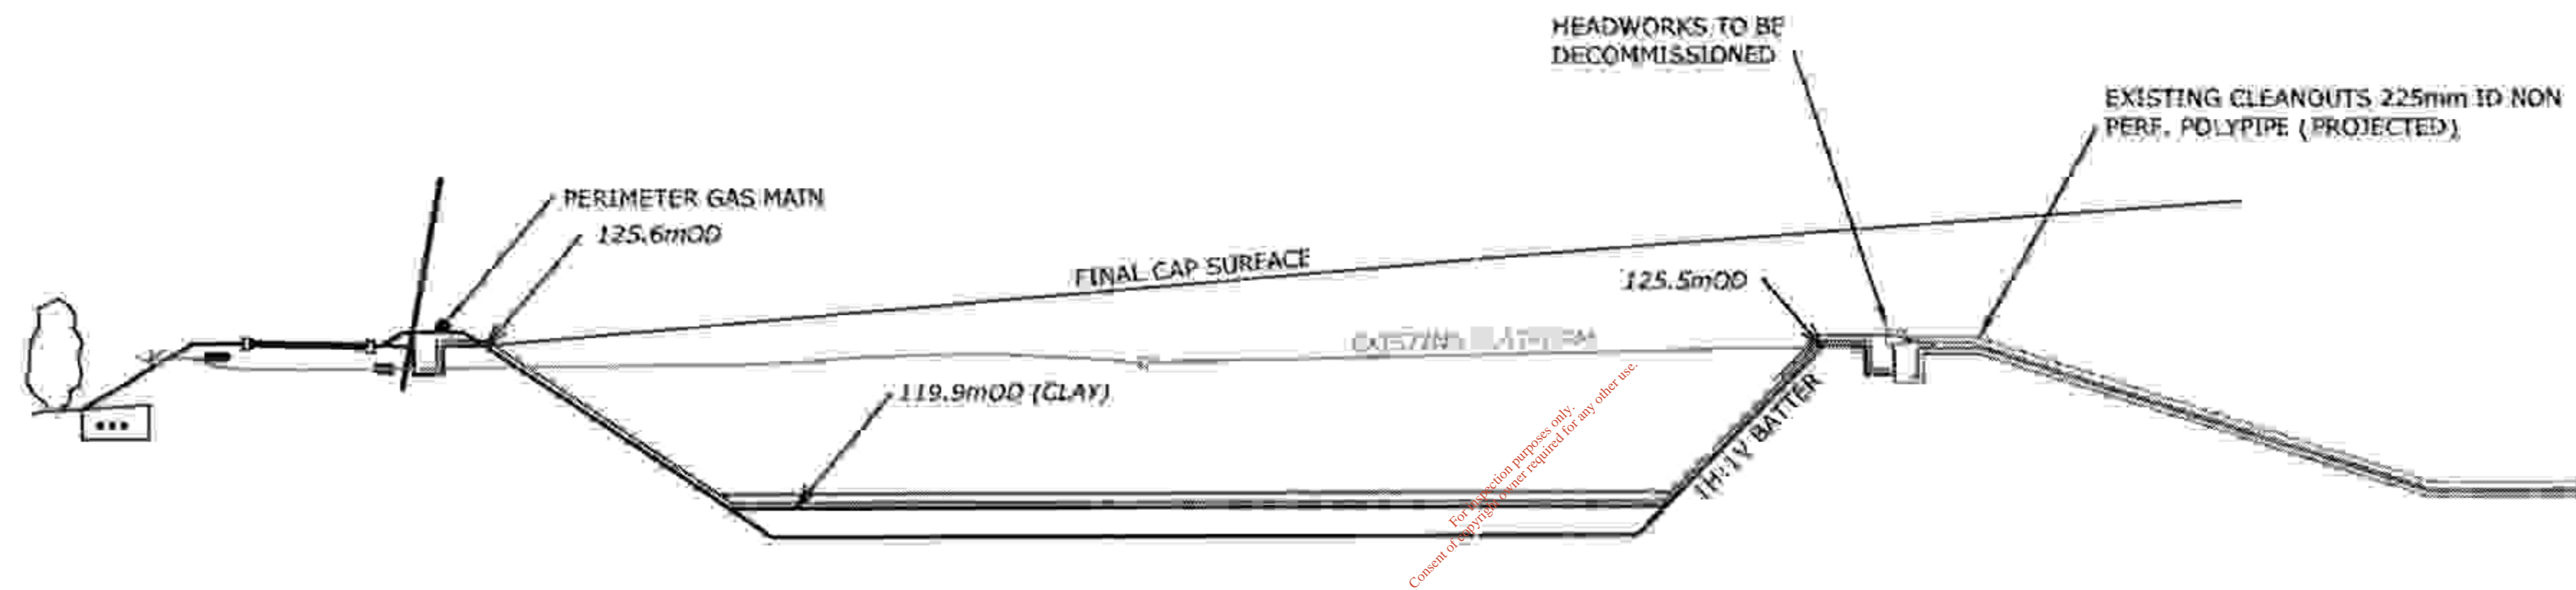 HEADWORKS TO BE
DECOMMISSIONED
EXISTING CLEANOUTS 225mm ID NON
PERF. POLYPIPE (PROJECTED)
PERIMETER GAS MAIN
125.6mOD
FINAL CAP SURFACE
125.5mOD
EXISTING
119.9mOD (CLAY)
1H:1V BATTER
For inspection purposes only.
Consent of copyright owner required for any other use.